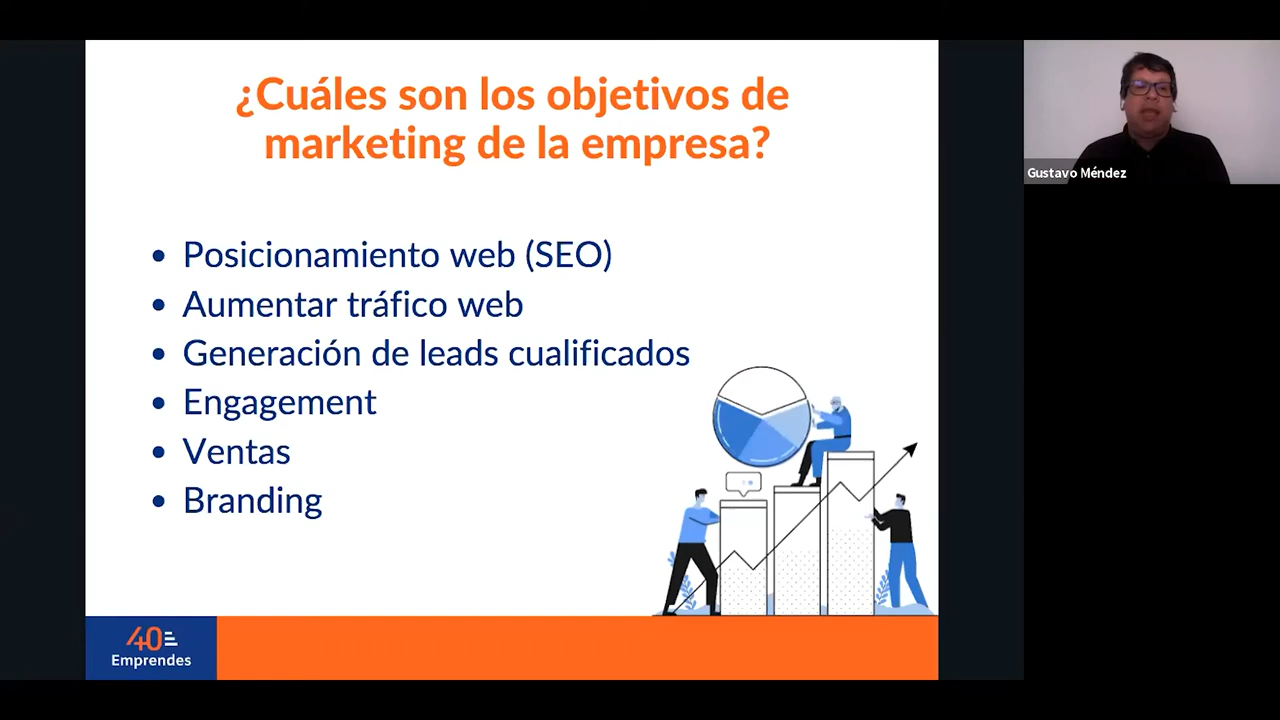 ¿Cuáles son los objetivos de
marketing de la empresa?
• Posicionamiento web (SEO)
• Aumentar tráfico web
• Generación de leads cualificados
• Engagement
• Ventas
• Branding
40
Emprendes
Gustavo Méndez